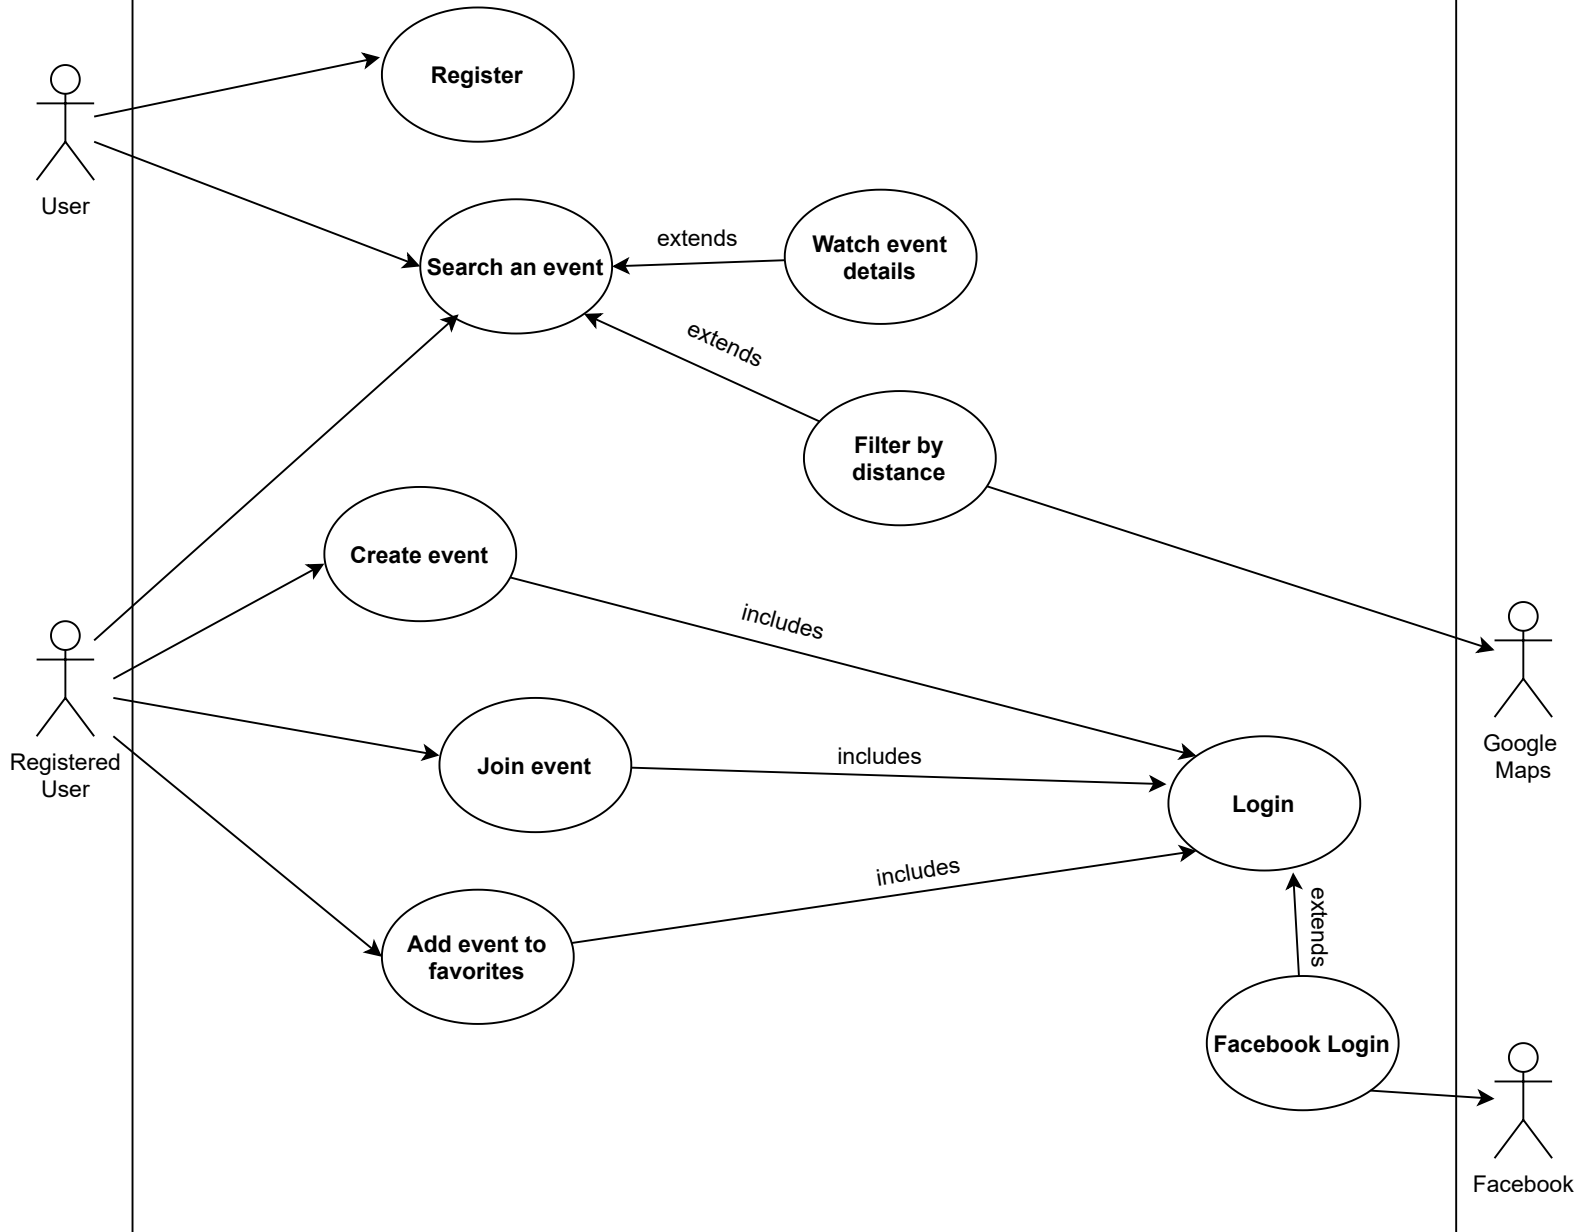 Register
User
Search an event
extends
Watch event
details
extends
Filter by
distance
Create event
includes
Registered
User
Join event
includes
Login
Google
Maps
Add event to
favorites
includes
extends
Facebook Login
Facebook